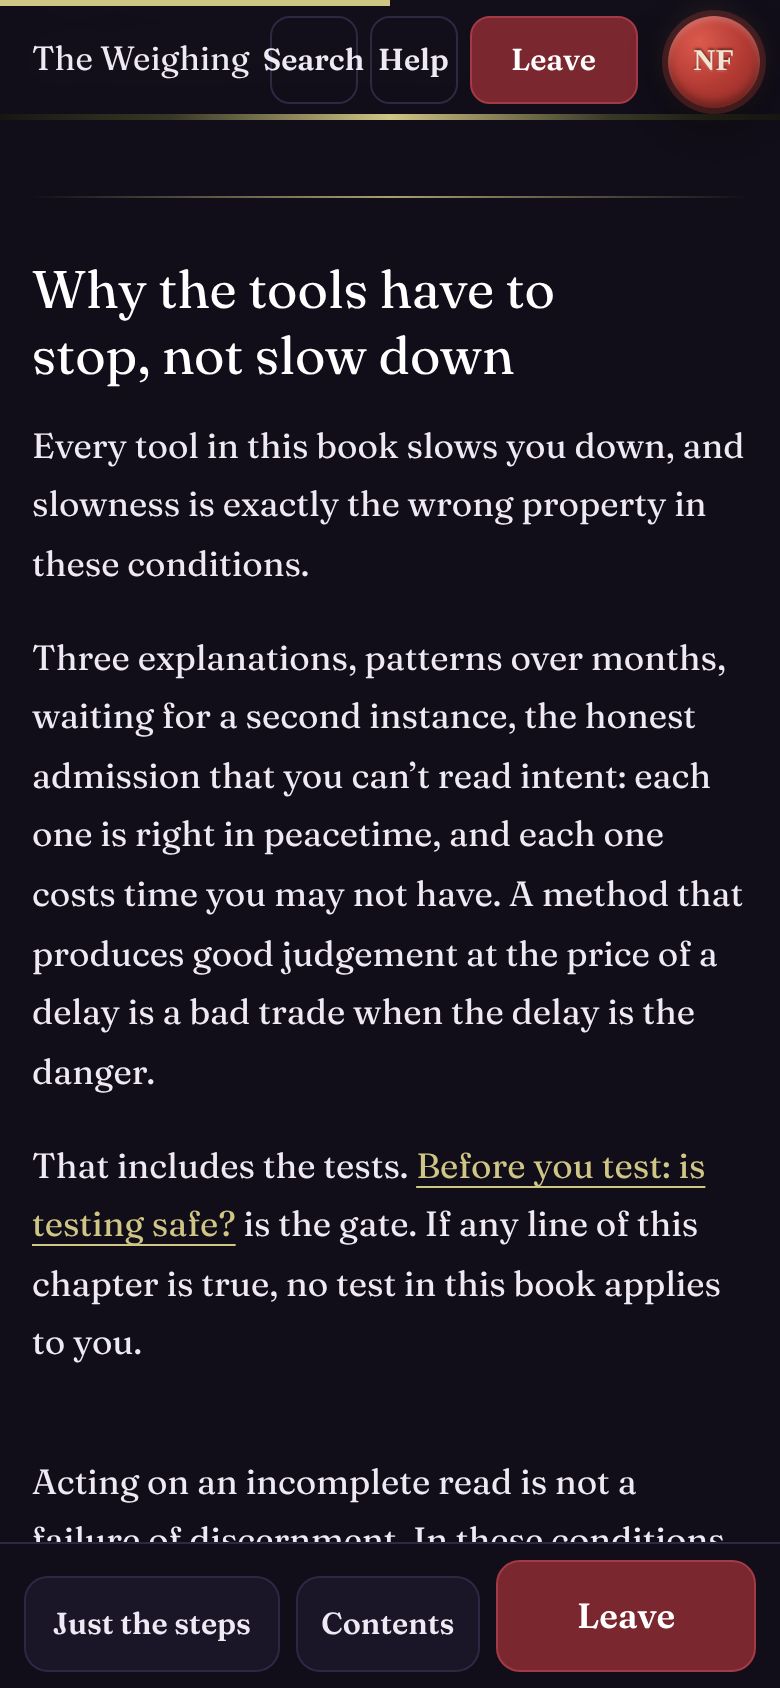 The Weighing Search Help Leave NF
Why the tools have to
stop, not slow down
Every tool in this book slows you down, and
slowness is exactly the wrong property in
these conditions.
Three explanations, patterns over months,
waiting for a second instance, the honest
admission that you can’t read intent: each
one is right in peacetime, and each one
costs time you may not have. A method that
produces good judgement at the price of a
delay is a bad trade when the delay is the
danger.
That includes the tests. Before you test: is
testing safe? is the gate. If any line of this
chapter is true, no test in this book applies
to you.
Acting on an incomplete read is not a
failure of discernment. In these conditions
Just the steps Contents Leave